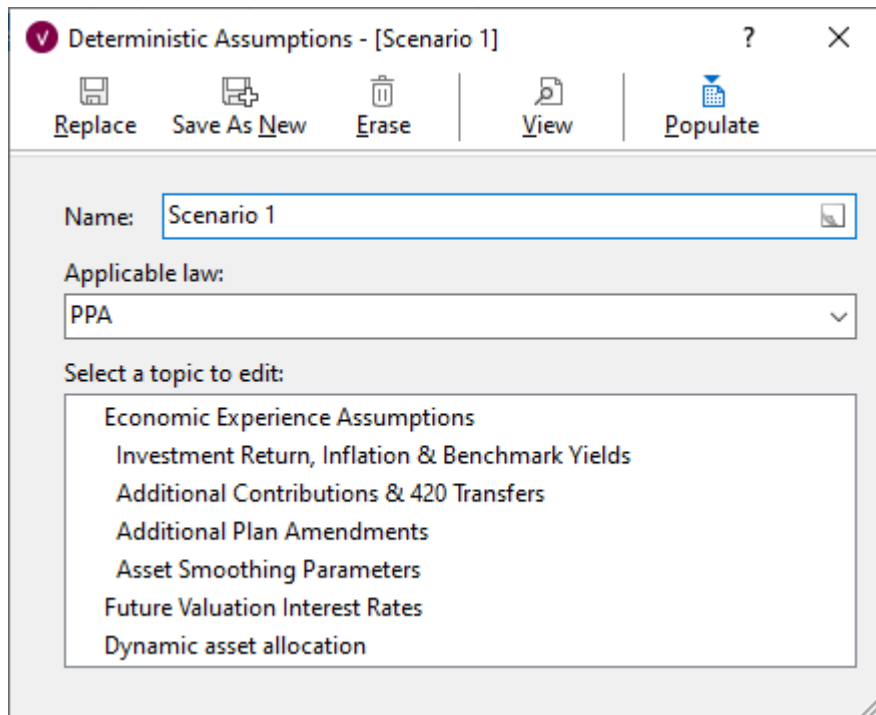 V Deterministic Assumptions - [Scenario 1] ?
Replace Save As New Erase View Populate
Name: Scenario 1
Applicable law:
PPA
Select a topic to edit:
Economic Experience Assumptions
Investment Return, Inflation & Benchmark Yields
Additional Contributions & 420 Transfers
Additional Plan Amendments
Asset Smoothing Parameters
Future Valuation Interest Rates
Dynamic asset allocation